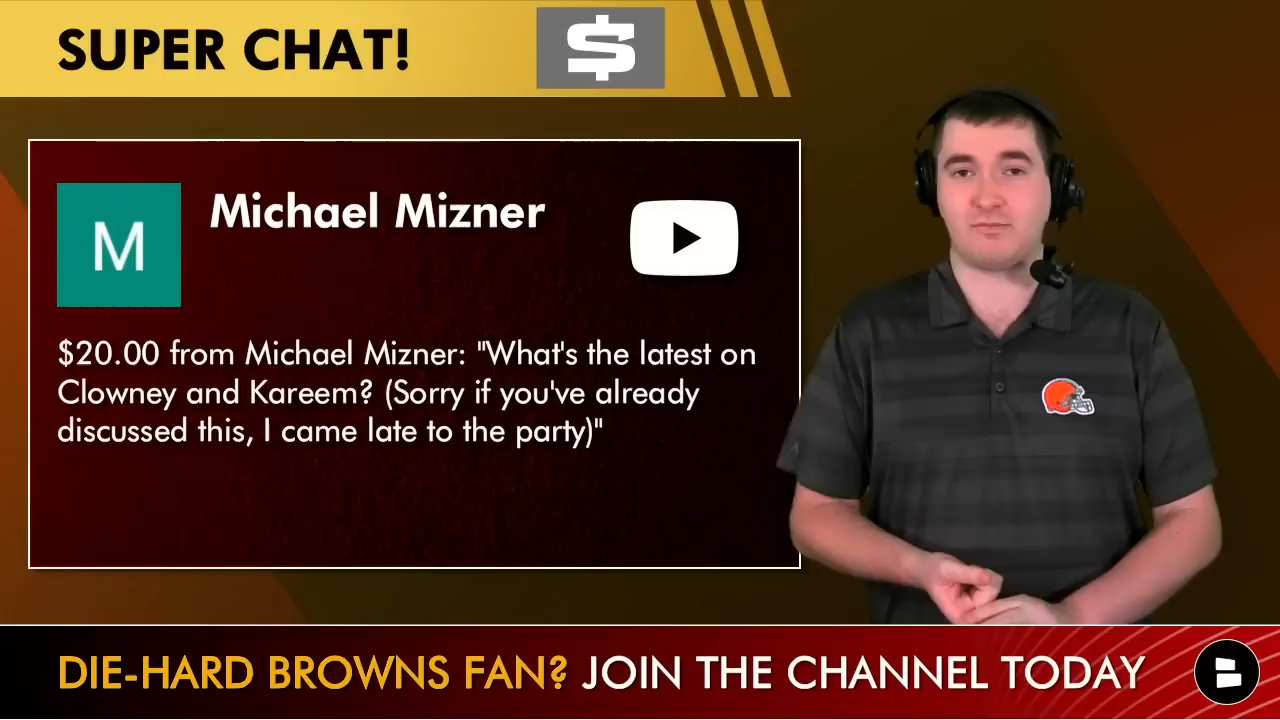 SUPER CHAT!
$
M
Michael Mizner
$20.00 from Michael Mizner: "What's the latest on
Clowney and Kareem? (Sorry if you've already
discussed this, I came late to the party)"
DIE-HARD BROWNS FAN? JOIN THE CHANNEL TODAY